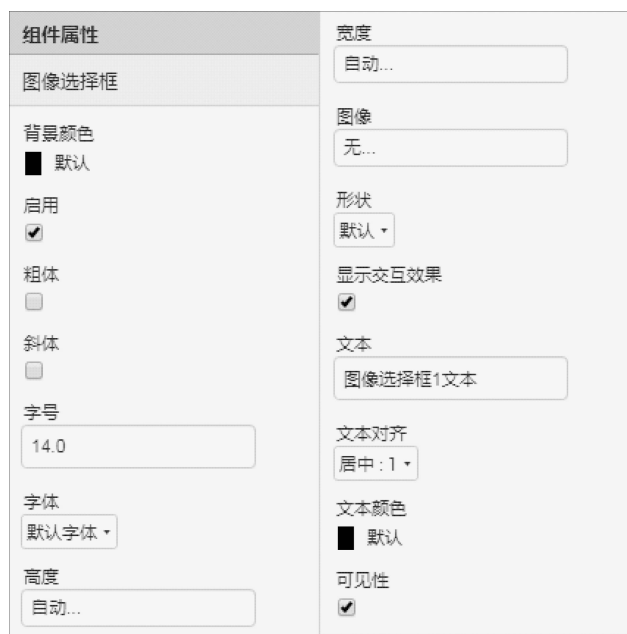 组件属性
图像选择框
背景颜色
默认
启用
粗体
斜体
字号
14.0
字体
默认字体
高度
自动...
宽度
自动...
图像
无...
形状
默认
显示交互效果
文本
图像选择框1文本
文本对齐
居中 : 1
文本颜色
默认
可见性